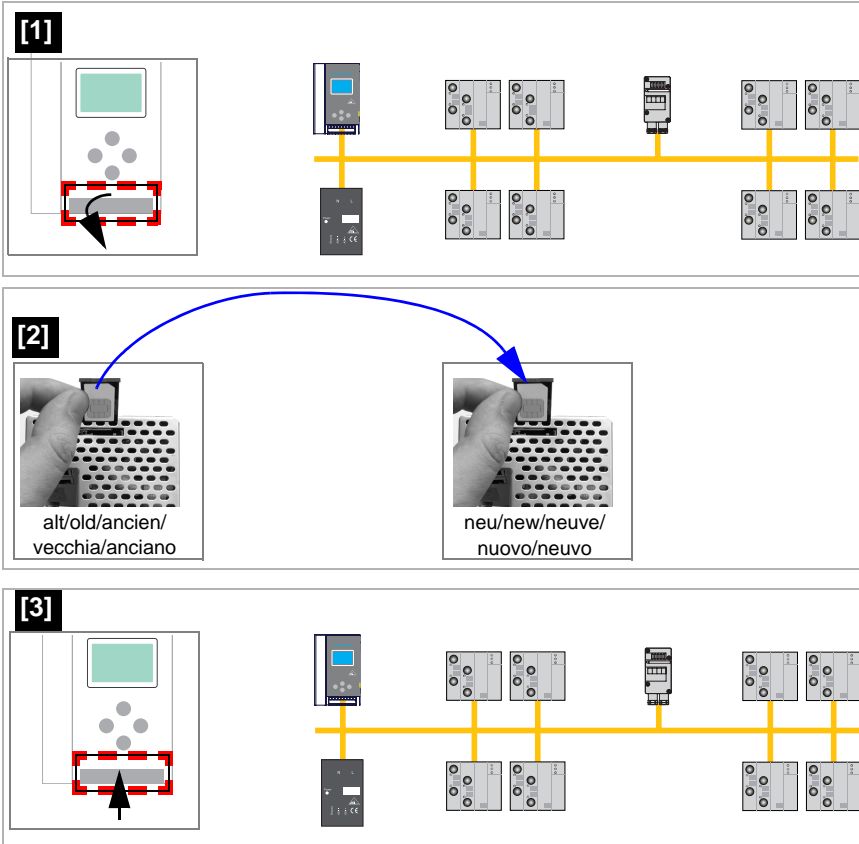 [1]
N L
[2]
alt/old/ancien/
vecchia/anciano
neu/new/neuve/
nuovo/neuvo
[3]
N L